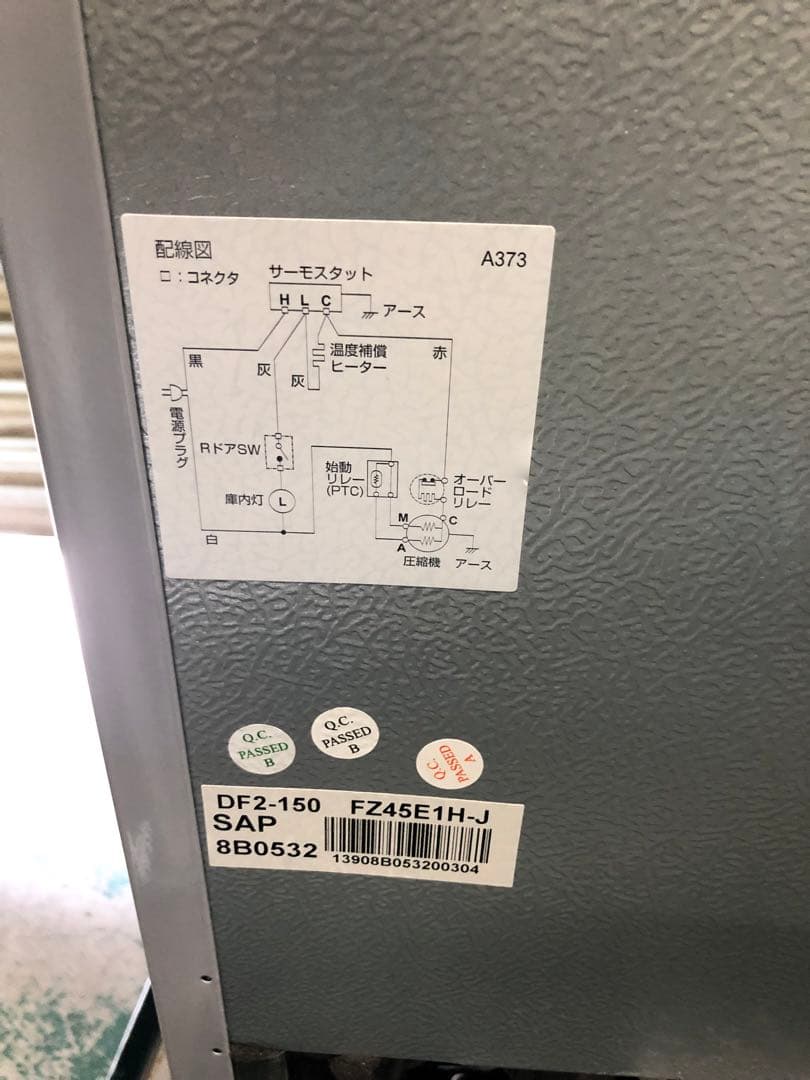 配線図
A373
□:コネクタ
サーモスタット
H L C
アース
黒
灰
灰
温度補償
ヒーター
赤
電源プラグ
RドアSW
始動
リレー
(PTC)
オーバー
ロード
リレー
庫内灯
L
M
C
A
白
圧縮機
アース
Q.C.
PASSED
B
Q.C.
PASSED
B
Q.C.
PASSED
A
DF2-150 FZ45E1H-J
SAP
8B0532
13908B053200304